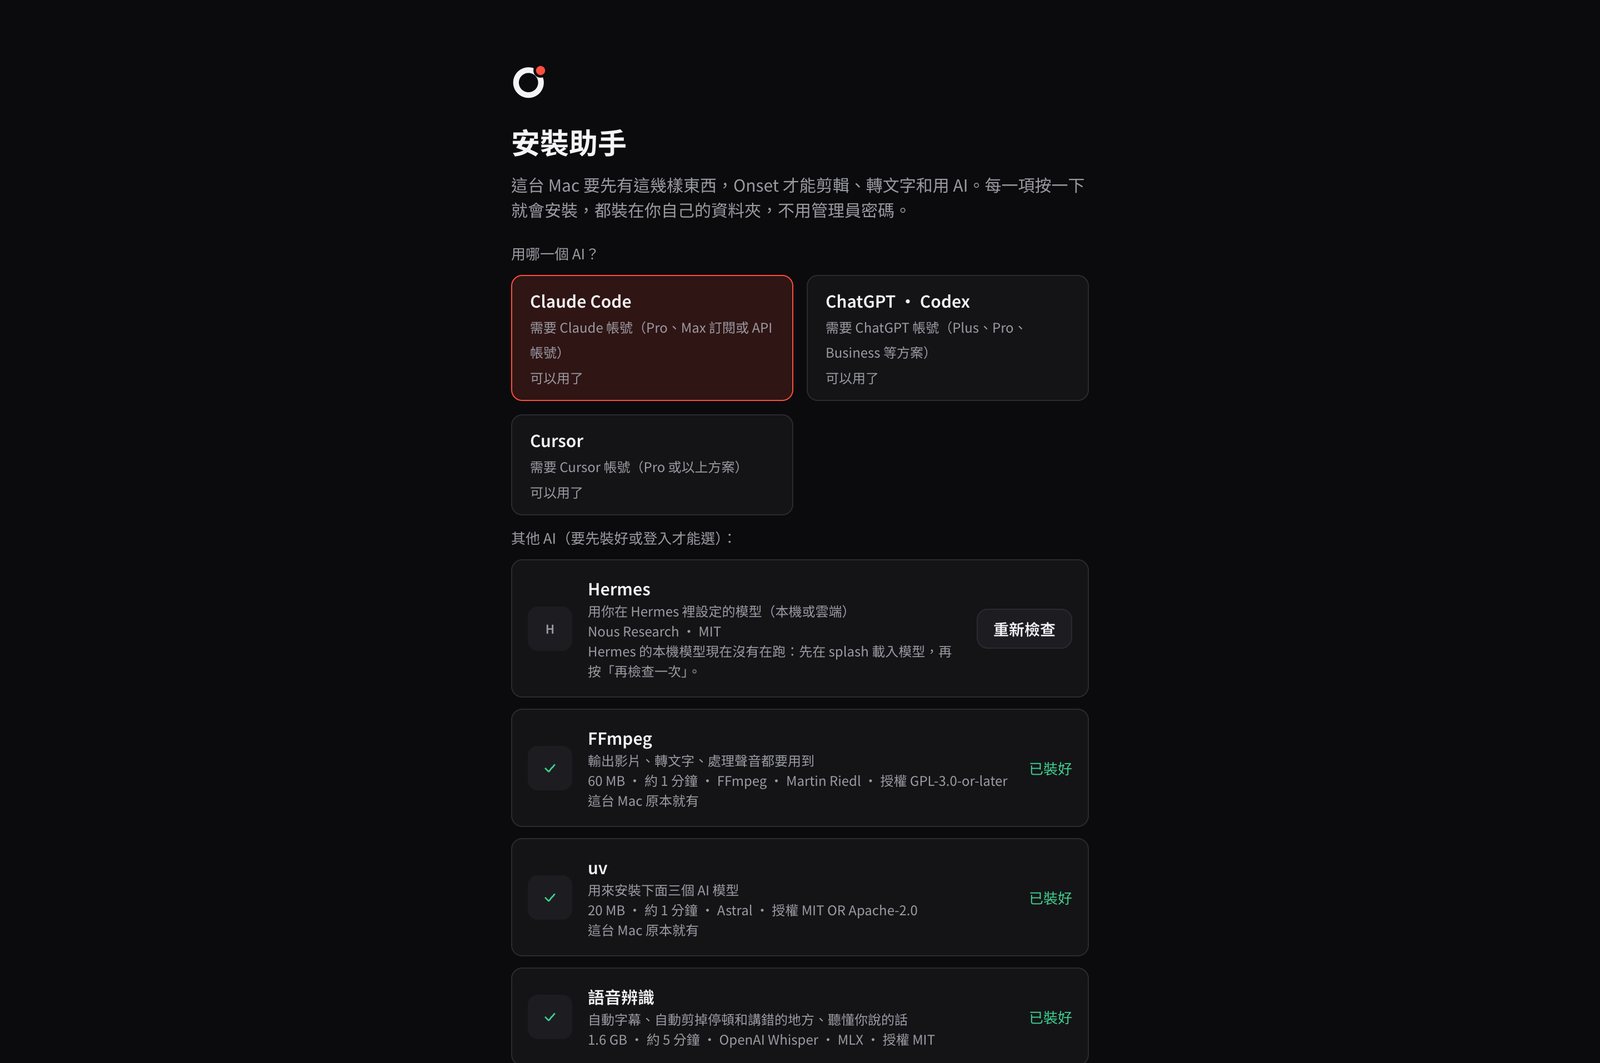 安裝助手
這台 Mac 要先有這幾樣東西，Onset 才能剪輯、轉文字和用 AI。每一項按一下
就會安裝，都裝在你自己的資料夾，不用管理員密碼。
用哪一個 AI？
Claude Code
需要 Claude 帳號（Pro、Max 訂閱或 API
帳號）
可以用了
ChatGPT · Codex
需要 ChatGPT 帳號（Plus、Pro、
Business 等方案）
可以用了
Cursor
需要 Cursor 帳號（Pro 或以上方案）
可以用了
其他 AI（要先裝好或登入才能選）：
H
Hermes
用你在 Hermes 裡設定的模型（本機或雲端）
Nous Research · MIT
Hermes 的本機模型現在沒有在跑：先在 splash 載入模型，再
按「再檢查一次」。
重新檢查
FFmpeg
輸出影片、轉文字、處理聲音都要用到
60 MB · 約 1 分鐘 · FFmpeg · Martin Riedl · 授權 GPL-3.0-or-later
這台 Mac 原本就有
已裝好
uv
用來安裝下面三個 AI 模型
20 MB · 約 1 分鐘 · Astral · 授權 MIT OR Apache-2.0
這台 Mac 原本就有
已裝好
語音辨識
自動字幕、自動剪掉停頓和講錯的地方、聽懂你說的話
1.6 GB · 約 5 分鐘 · OpenAI Whisper · MLX · 授權 MIT
已裝好